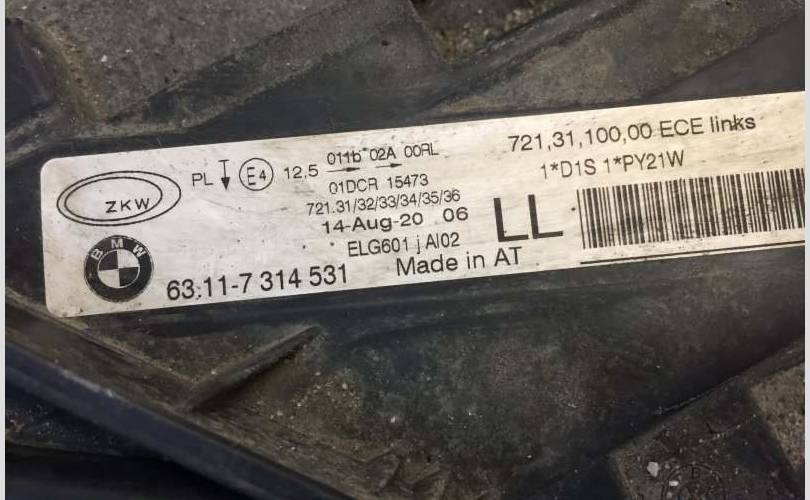 ZKW
BMW
PL E4 12,5
011b 02A 00RL
01DCR 15473
721.31/32/33/34/35/36
14-Aug-20 06
ELG601 j AI02
63.11-7 314 531
Made in AT
LL
721,31,100,00 ECE links
1*D1S 1*PY21W